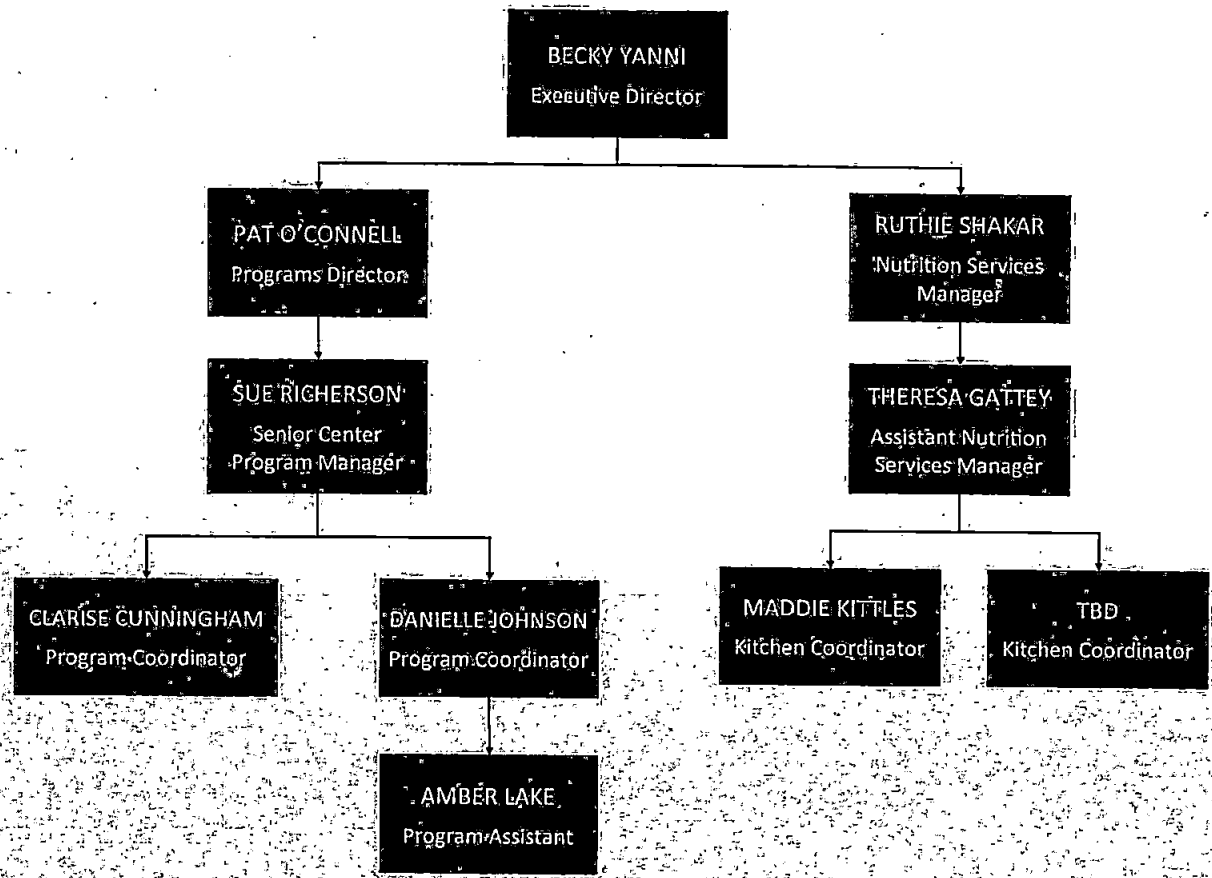 BECKY YANNI
Executive Director
PAT O'CONNELL
Programs Director
RUTHIE SHAKAR
Nutrition Services
Manager
SUE RICHERSON
Senior Center
Program Manager
THERESA GATTEY
Assistant Nutrition
Services Manager
CLARISE CUNNINGHAM
Program Coordinator
DANIELLE JOHNSON
Program Coordinator
MADDIE KITTLES
Kitchen Coordinator
TBD
Kitchen Coordinator
AMBER LAKE
Program Assistant